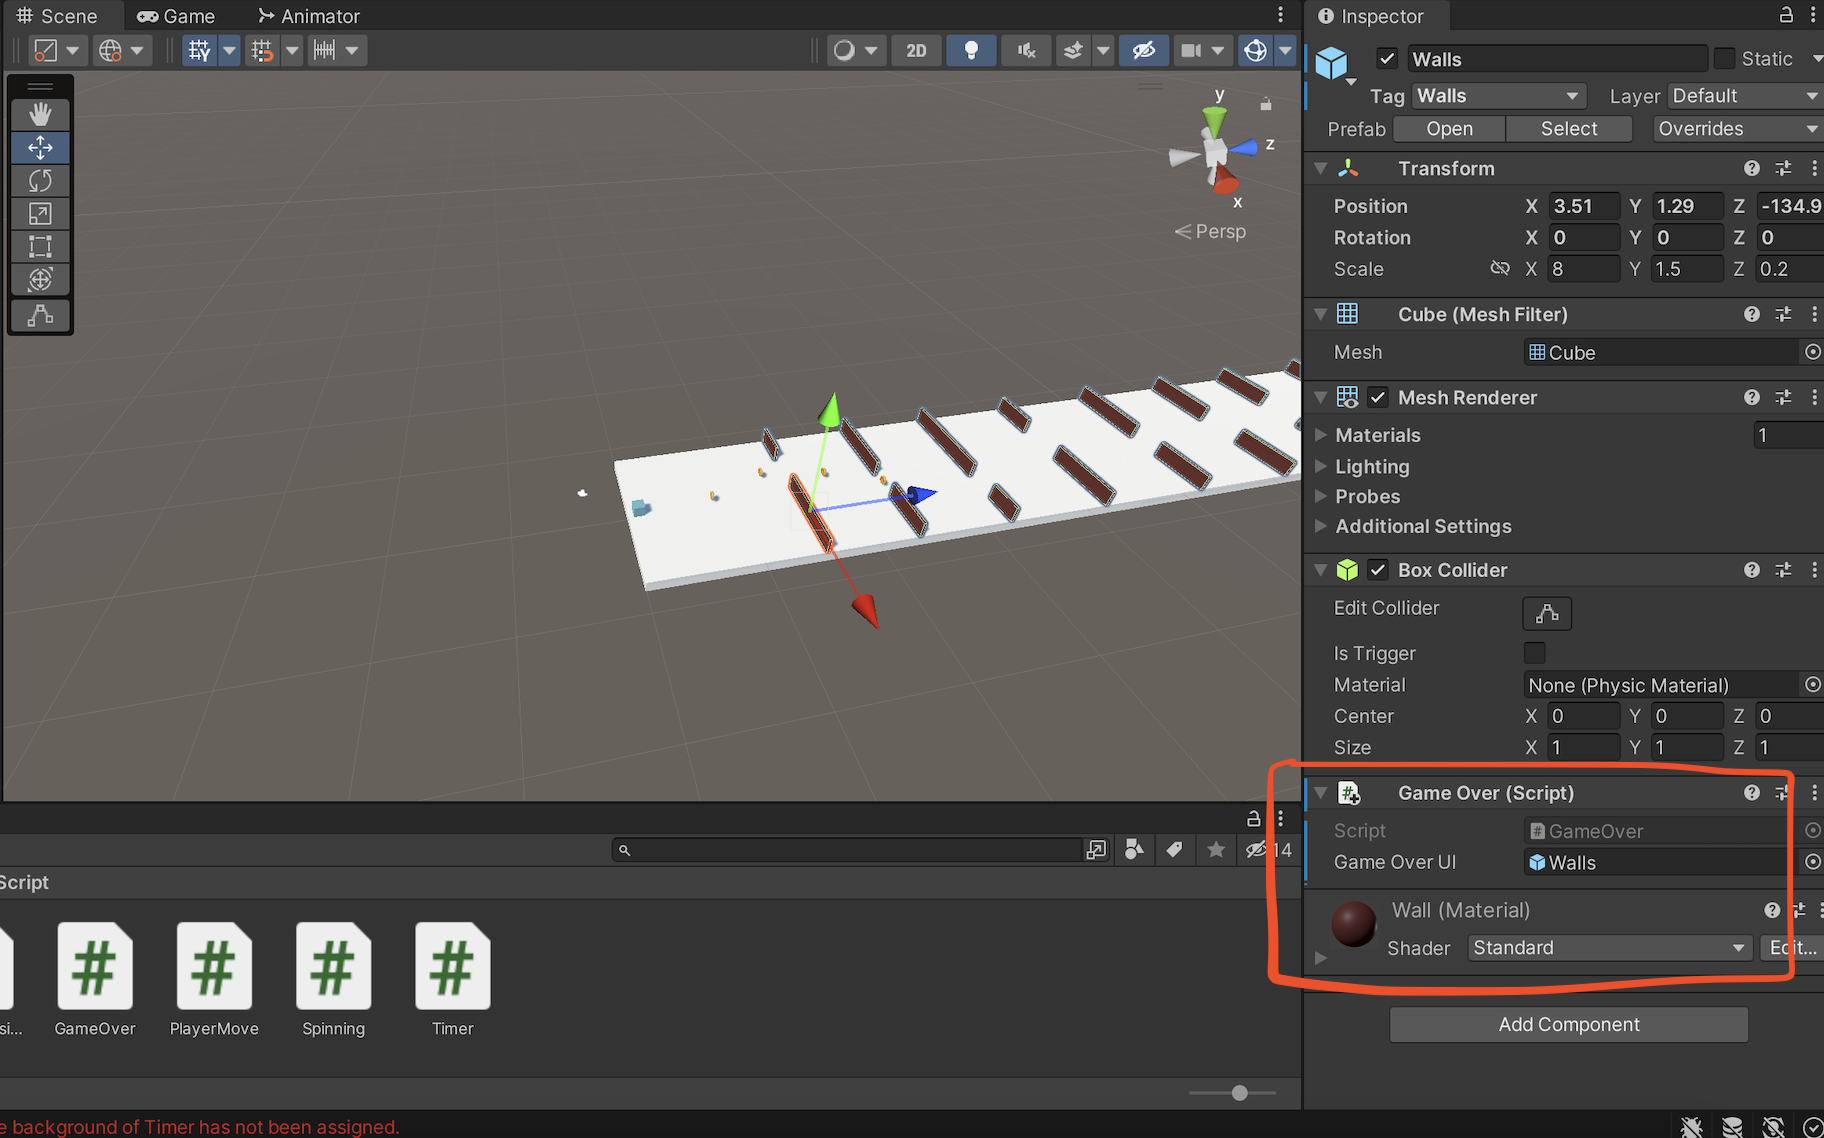 Scene
Game
Animator
Inspector
Walls
Static
Tag Walls
Layer Default
Prefab Open Select Overrides
2D
y
z
x
Persp
Transform
Position X 3.51 Y 1.29 Z -134.9
Rotation X 0 Y 0 Z 0
Scale X 8 Y 1.5 Z 0.2
Cube (Mesh Filter)
Mesh Cube
Mesh Renderer
Materials 1
Lighting
Probes
Additional Settings
Box Collider
Edit Collider
Is Trigger
Material None (Physic Material)
Center X 0 Y 0 Z 0
Size X 1 Y 1 Z 1
Game Over (Script)
Script GameOver
Game Over UI Walls
Wall (Material)
Shader Standard Edit...
Add Component
14
Script
si...
GameOver
PlayerMove
Spinning
Timer
e background of Timer has not been assigned.